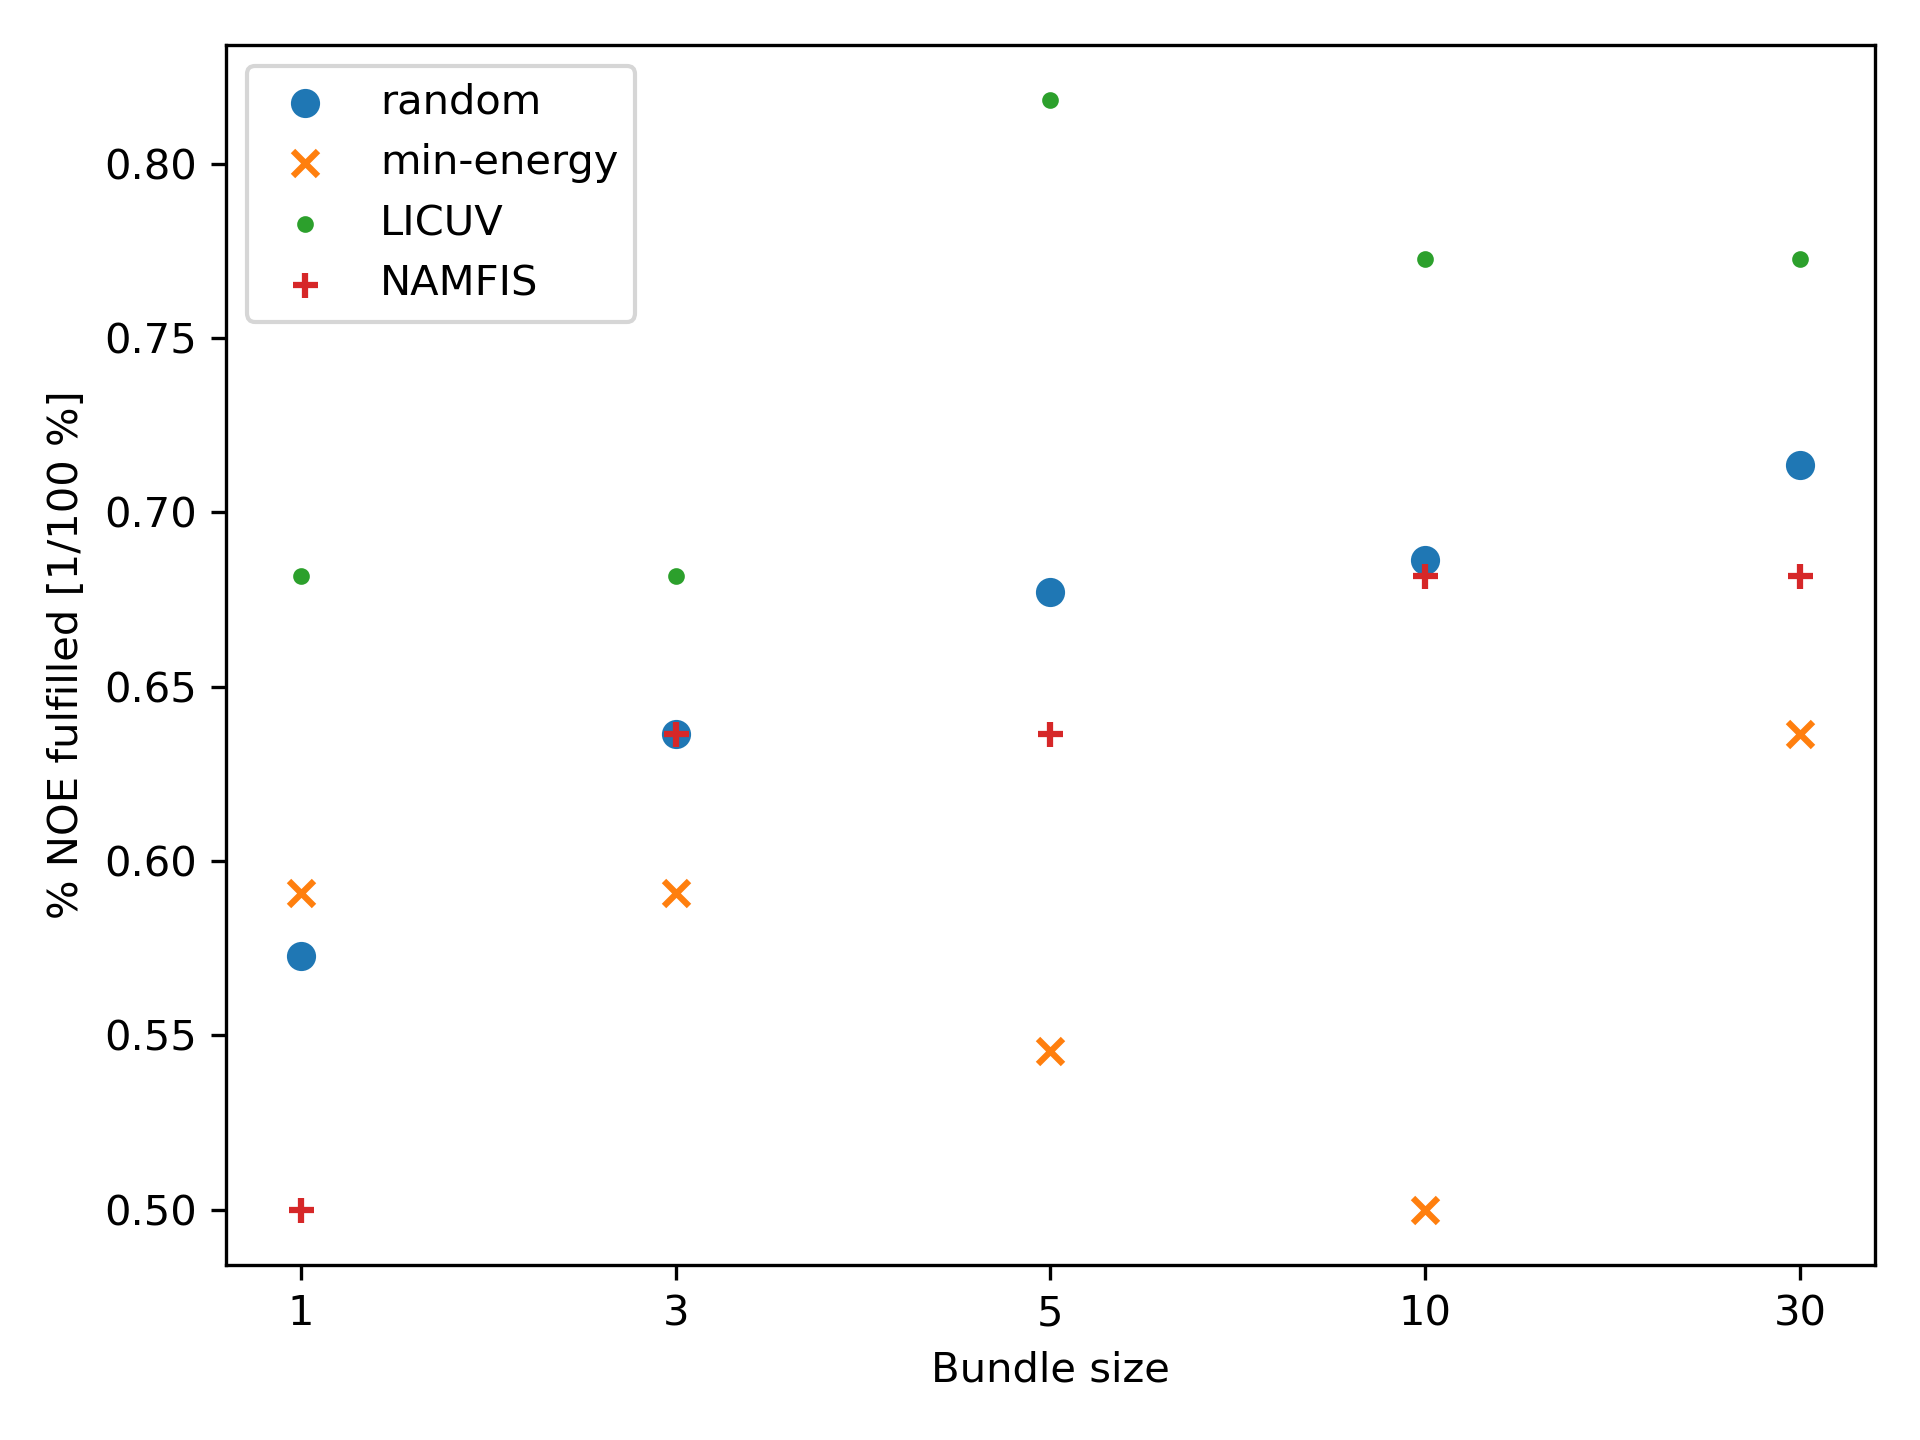 random
min-energy
LICUV
NAMFIS
0.80
0.75
0.70
0.65
0.60
0.55
0.50
% NOE fulfilled [1/100 %]
1 3 5 10 30
Bundle size